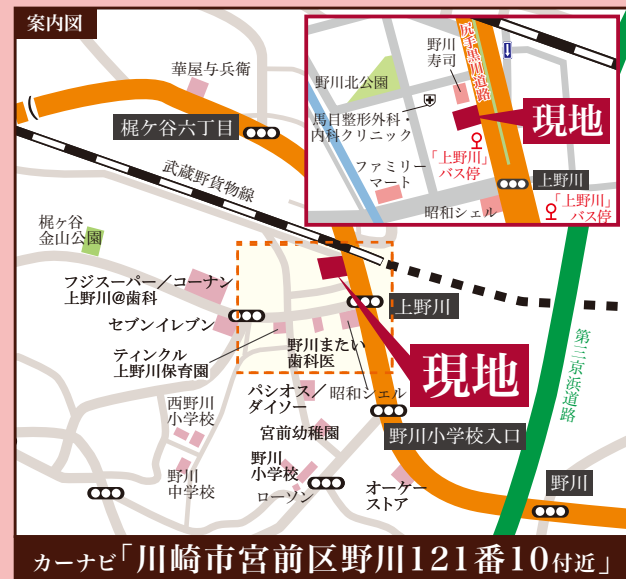 案内図
華屋与兵衛
梶ケ谷六丁目
武蔵野貨物線
梶ヶ谷
金山公園
フジスーパー／コーナン
上野川@歯科
セブンイレブン
ティンクル
上野川保育園
野川またい
歯科医
上野川
現地
パシオス／
ダイソー
昭和シェル
西野川
小学校
宮前幼稚園
野川小学校入口
野川
中学校
野川
小学校
ローソン
オーケー
ストア
野川
第三京浜道路
尻手黒川道路
野川
寿司
野川北公園
馬目整形外科・
内科クリニック
現地
「上野川」
バス停
ファミリー
マート
上野川
昭和シェル
「上野川」
バス停
カーナビ「川崎市宮前区野川121番10付近」